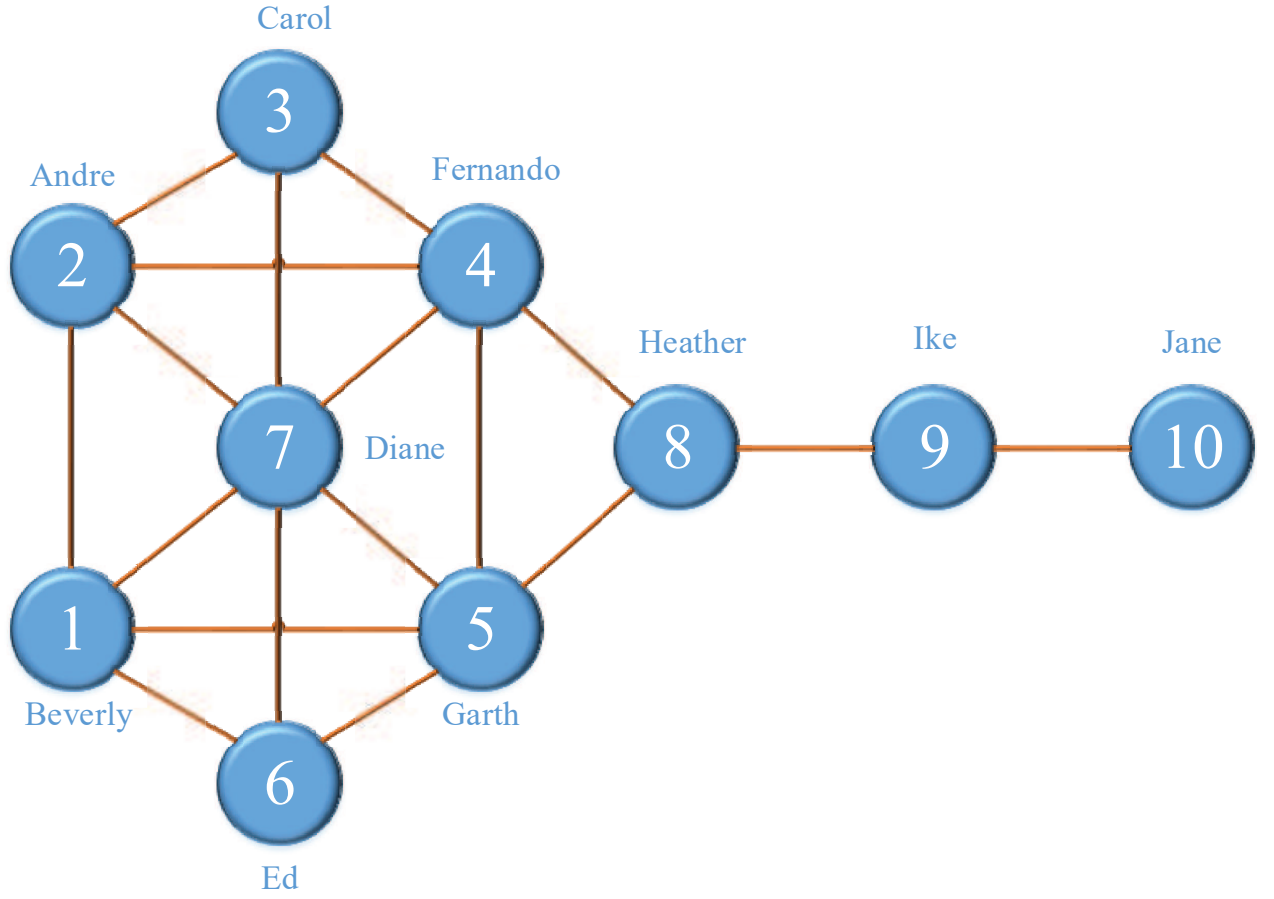 Carol
3
Andre
Fernando
2
4
Heather
Ike
Jane
7
Diane
8
9
10
1
5
Beverly
Garth
6
Ed